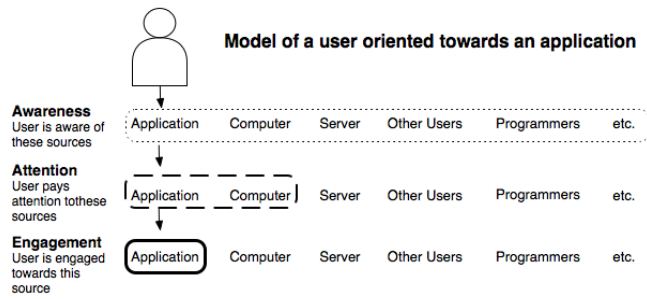 Model of a user oriented towards an application
Awareness
User is aware of
these sources
Application Computer Server Other Users Programmers etc.
Attention
User pays
attention tothese
sources
Application Computer Server Other Users Programmers etc.
Engagement
User is engaged
towards this
source
Application Computer Server Other Users Programmers etc.